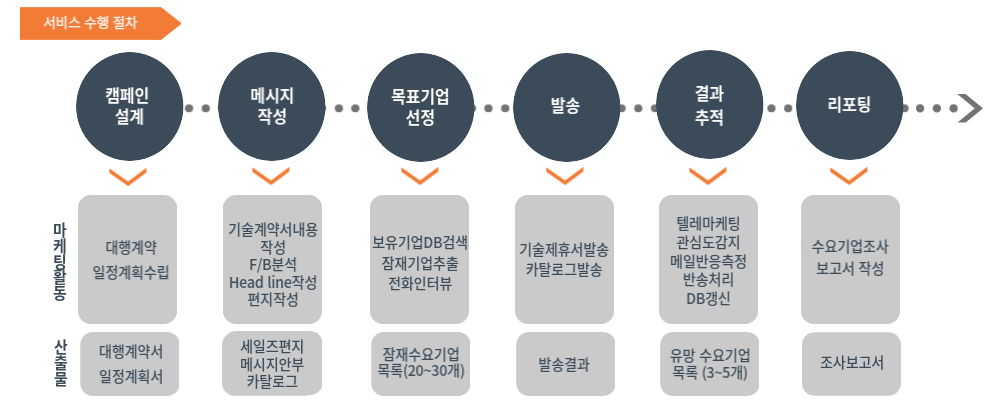 서비스 수행 절차
캠페인
설계
메시지
작성
목표기업
선정
발송
결과
추적
리포팅
마케팅활동
대행계약
일정계획수립
기술계약서내용
작성
F/B분석
Head line작성
편지작성
보유기업DB검색
잠재기업추출
전화인터뷰
기술제휴서발송
카탈로그발송
텔레마케팅
관심도감지
메일반응측정
반송처리
DB갱신
수요기업조사
보고서 작성
산출물
대행계약서
일정계획서
세일즈편지
메시지안부
카탈로그
잠재수요기업
목록(20~30개)
발송결과
유망 수요기업
목록 (3~5개)
조사보고서